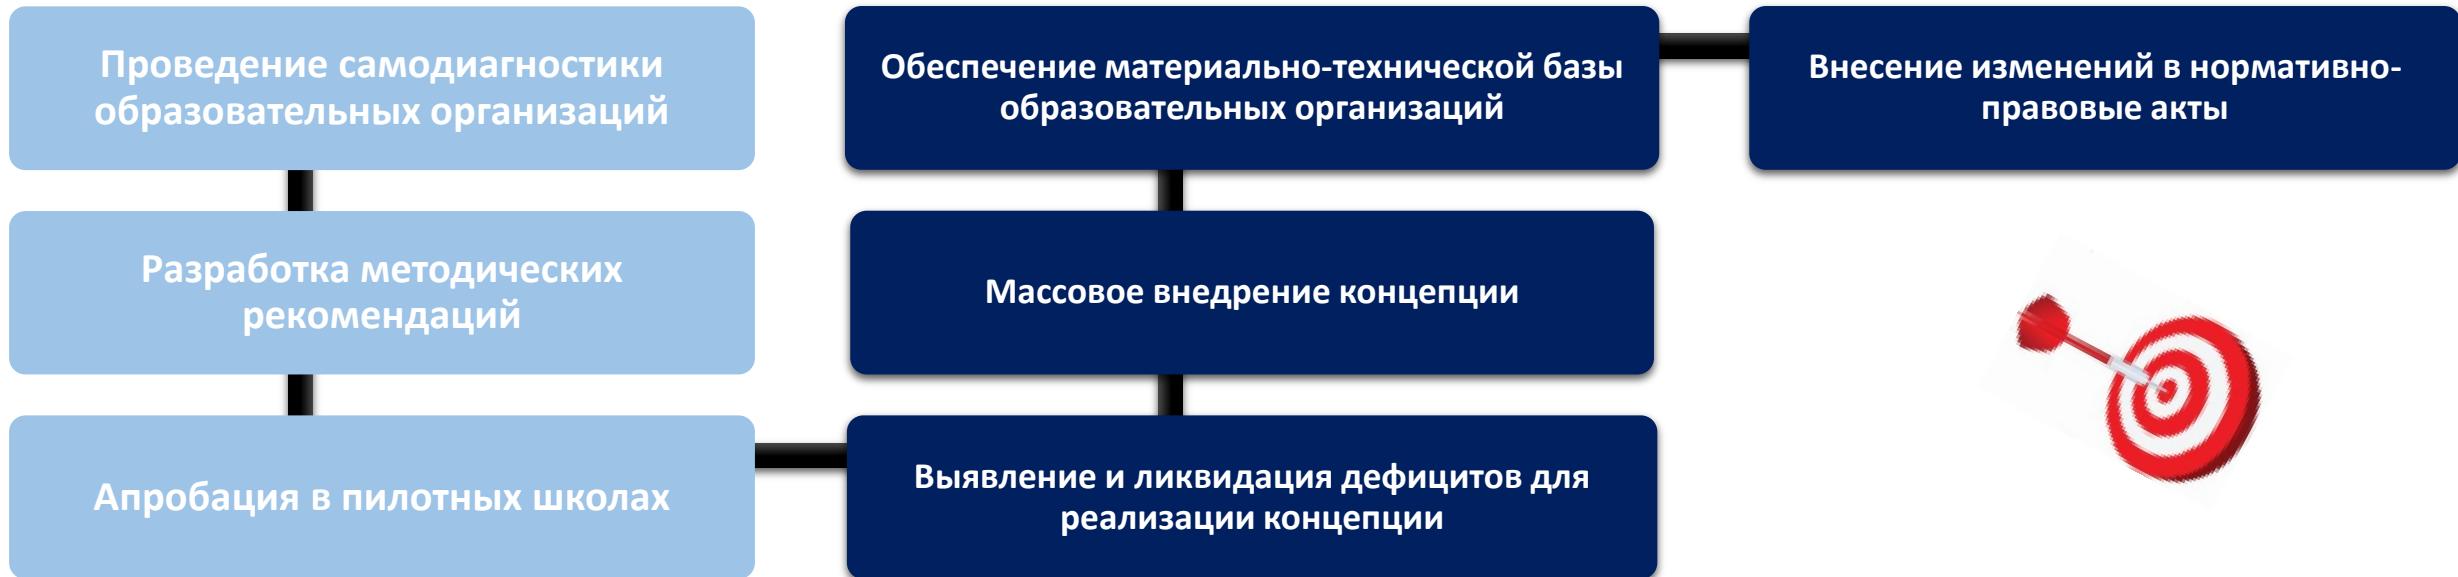 Проведение самодиагностики
образовательных организаций
Разработка методических
рекомендаций
Апробация в пилотных школах
Выявление и ликвидация дефицитов для
реализации концепции
Массовое внедрение концепции
Обеспечение материально-технической базы
образовательных организаций
Внесение изменений в нормативно-
правовые акты